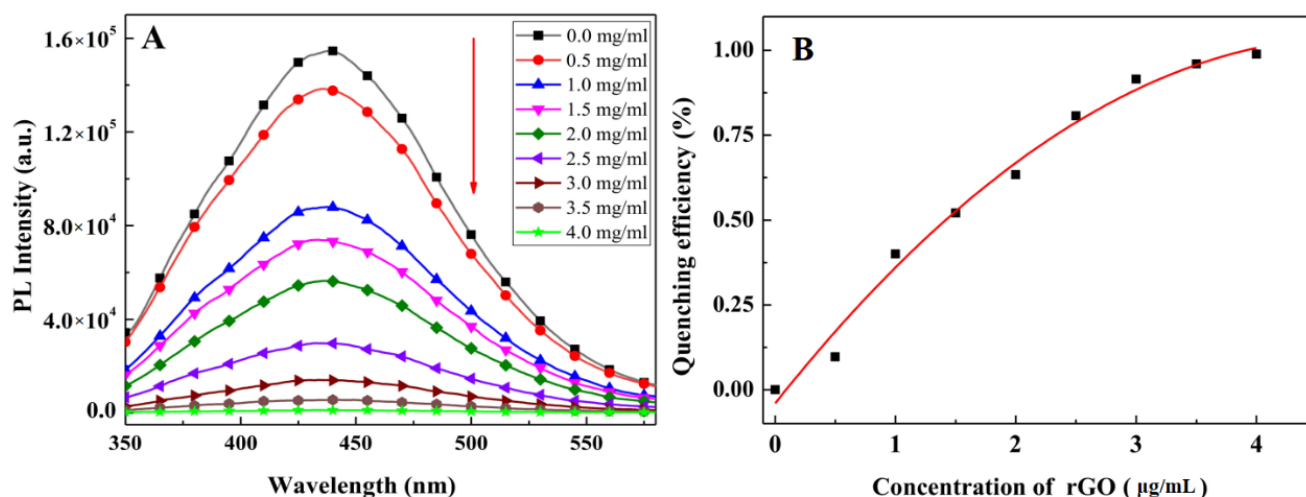 A
1.6×10⁵
1.2×10⁵
8.0×10⁴
4.0×10⁴
0.0
PL Intensity (a.u.)
350
400
450
500
550
Wavelength (nm)
0.0 mg/ml
0.5 mg/ml
1.0 mg/ml
1.5 mg/ml
2.0 mg/ml
2.5 mg/ml
3.0 mg/ml
3.5 mg/ml
4.0 mg/ml
B
1.00
0.75
0.50
0.25
0.00
Quenching efficiency (%)
0
1
2
3
4
Concentration of rGO ( μg/mL )